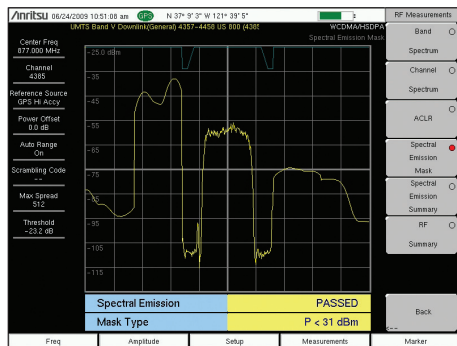 Anritsu 06/24/2009 10:51:06 am GPS N 37° 9' 3" W 121° 39' 5"
UMTS Band V Downlink(General) 4357-4458 US 800 (4385
WCDMA/HSDPA
Spectral Emission Mask
Center Freq
877.000 MHz
Channel
4385
Reference Source
GPS Hi Accy
Power Offset
0.0 dB
Auto Range
On
Scrambling Code
--
Max Spread
512
Threshold
-23.2 dB
-25.0 dBm
-35
-45
-55
-65
-75
-85
-95
-105
-115
Spectral Emission PASSED
Mask Type P < 31 dBm
RF Measurements
Band
Spectrum
Channel
Spectrum
ACLR
Spectral
Emission
Mask
Spectral
Emission
Summary
RF
Summary
Back
<--
Freq Amplitude Setup Measurements Marker